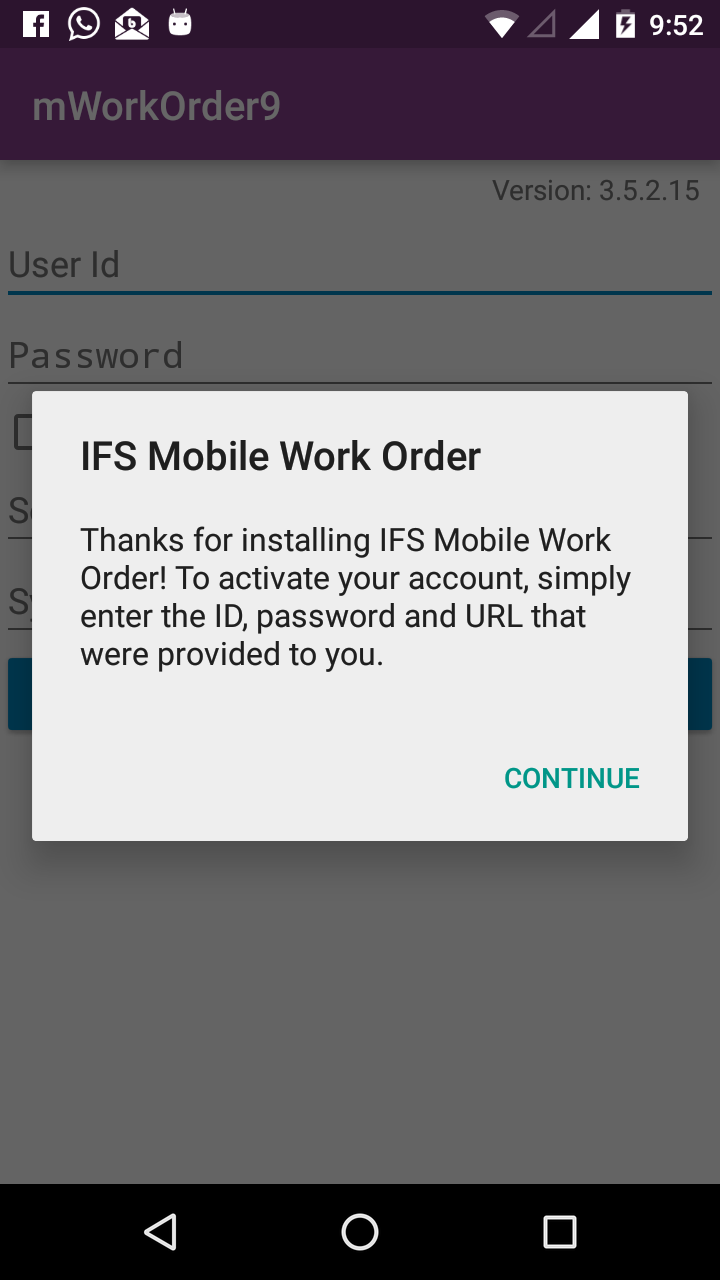 9:52
mWorkOrder9
Version: 3.5.2.15
User Id
Password
IFS Mobile Work Order
Thanks for installing IFS Mobile Work
Order! To activate your account, simply
enter the ID, password and URL that
were provided to you.
CONTINUE